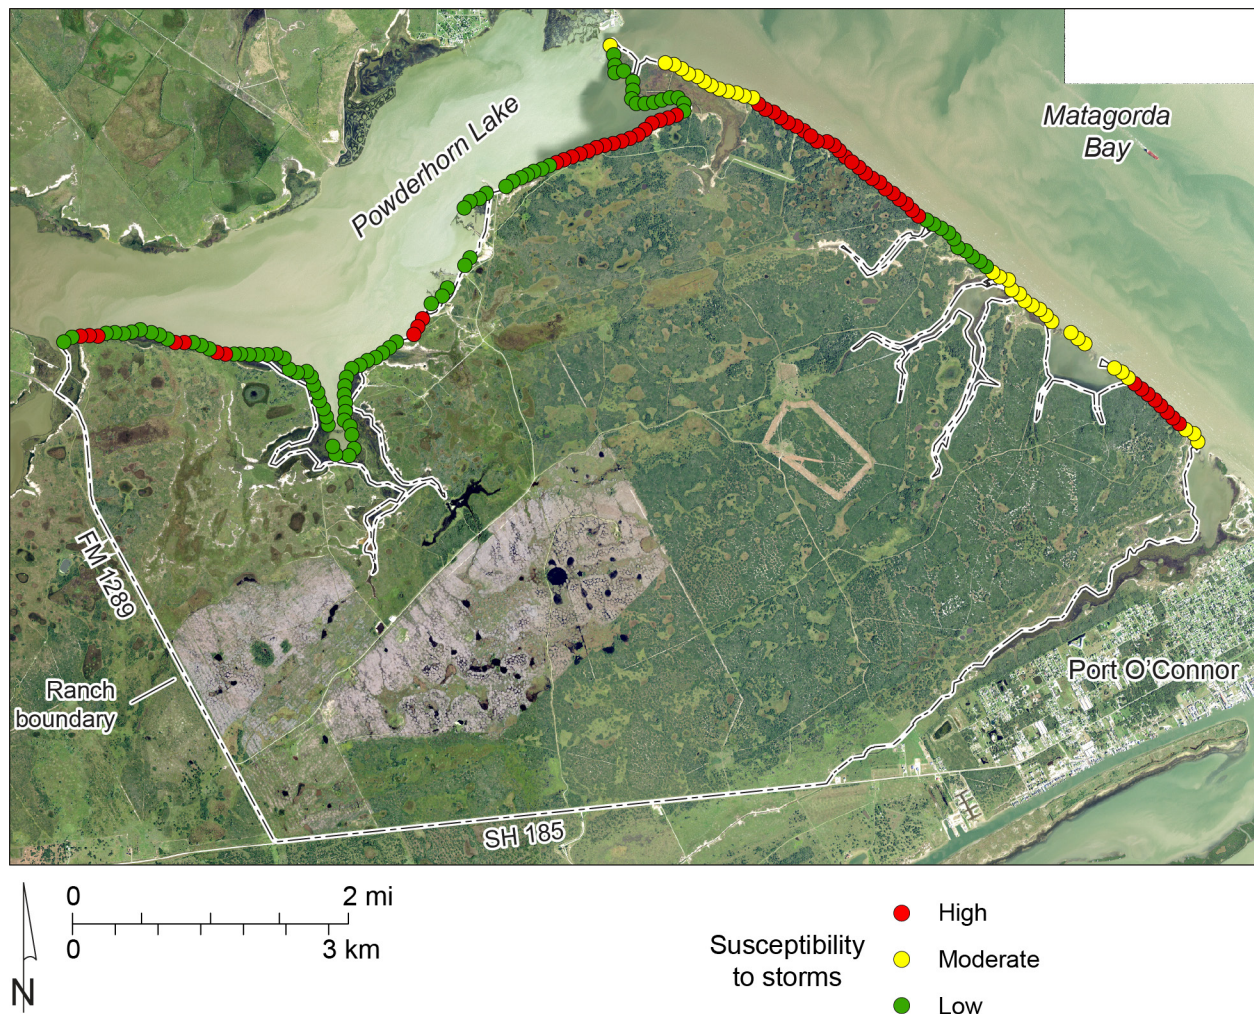 Matagorda
Bay
Powderhorn Lake
FM 1289
Ranch
boundary
Port O'Connor
SH 185
0 2 mi
0 3 km
N
Susceptibility
to storms
High
Moderate
Low